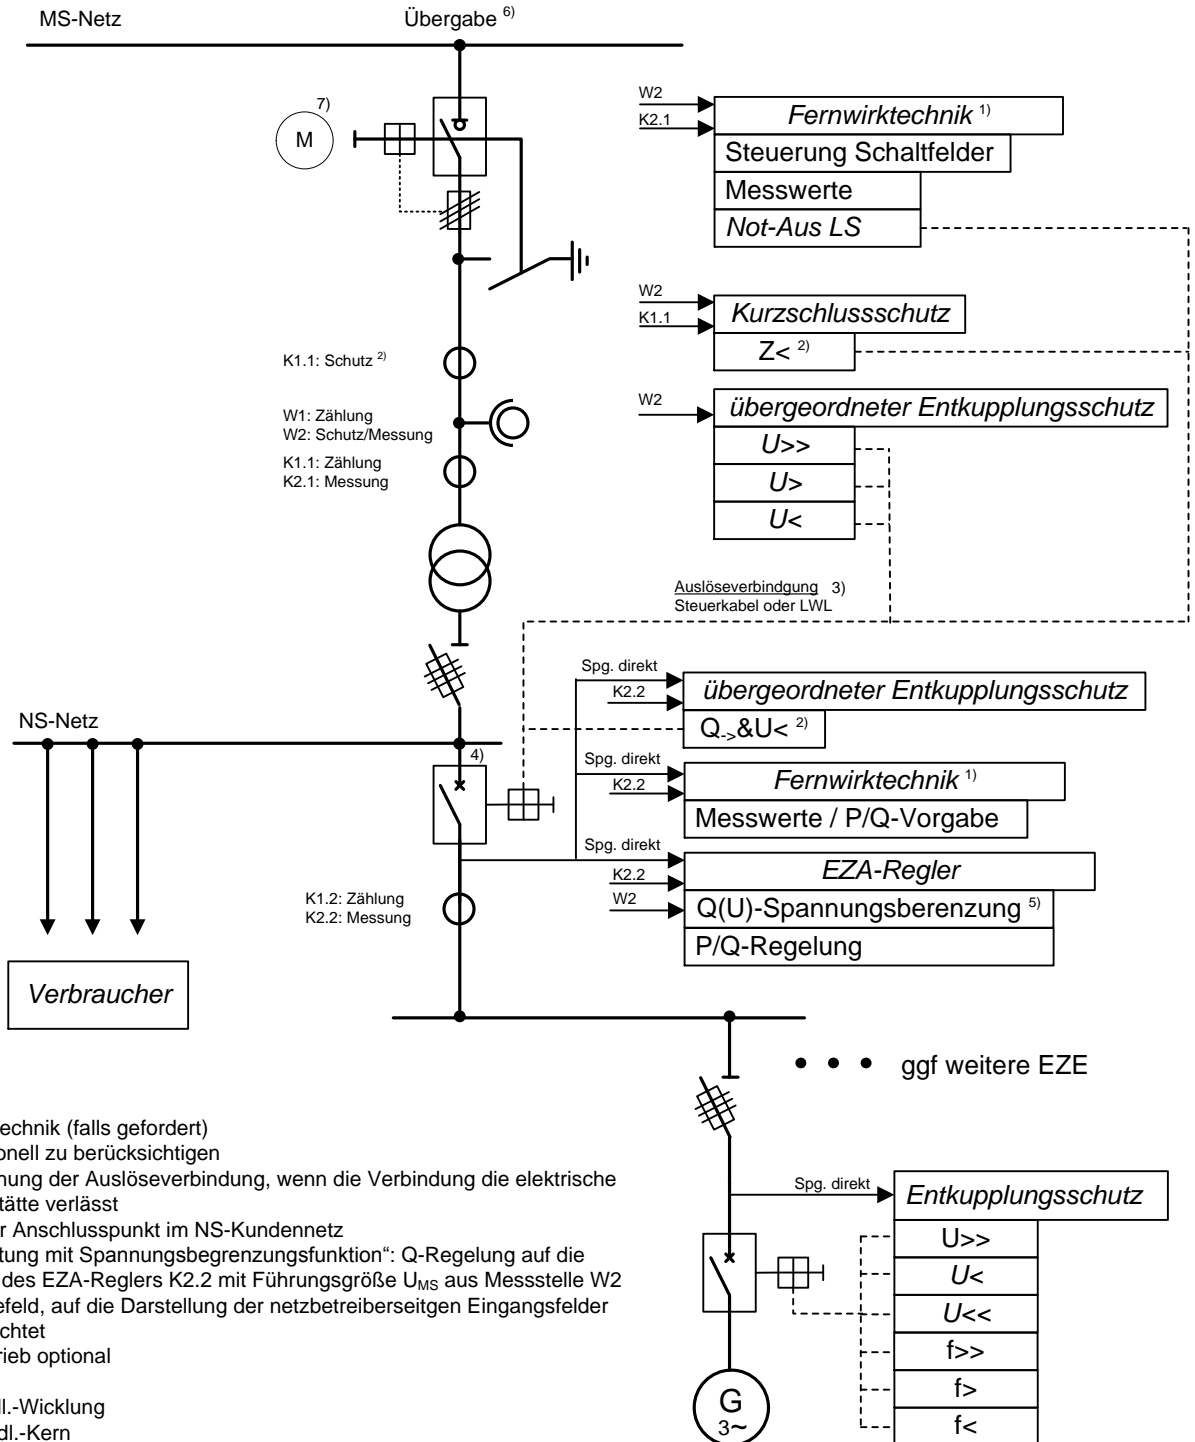 MS-Netz
Übergabe 6)
7)
M
W2
K2.1
Fernwirktechnik 1)
Steuerung Schaltfelder
Messwerte
Not-Aus LS
W2
K1.1
Kurzschlussschutz
Z< 2)
K1.1: Schutz 2)
W1: Zählung
W2: Schutz/Messung
K1.1: Zählung
K2.1: Messung
W2
übergeordneter Entkupplungsschutz
U>>
U>
U<
Auslöseverbindgung 3)
Steuerkabel oder LWL
Spg. direkt
K2.2
übergeordneter Entkupplungsschutz
Q->&U< 2)
NS-Netz
4)
Spg. direkt
K2.2
Fernwirktechnik 1)
Messwerte / P/Q-Vorgabe
Spg. direkt
K2.2
W2
EZA-Regler
Q(U)-Spannungsberenzung 5)
P/Q-Regelung
K1.2: Zählung
K2.2: Messung
Verbraucher
ggf weitere EZE
echnik (falls gefordert)
onell zu berücksichtigen
nung der Auslöseverbindung, wenn die Verbindung die elektrische
tätte verlässt
r Anschlusspunkt im NS-Kundennetz
tung mit Spannungsbegrenzungsfunktion“: Q-Regelung auf die
des EZA-Reglers K2.2 mit Führungsgröße UMS aus Messstelle W2
efeld, auf die Darstellung der netzbetreiberseitgen Eingangsfelder
chtet
rieb optional
ll.-Wicklung
dl.-Kern
Spg. direkt
Entkupplungsschutz
U>>
U<
U<<
f>>
f>
f<
G
3~